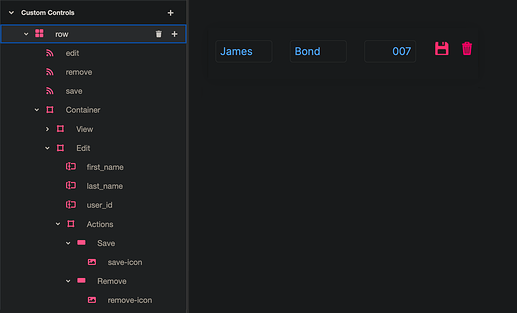 Custom Controls
row
edit
remove
save
Container
View
Edit
first_name
last_name
user_id
Actions
Save
save-icon
Remove
remove-icon
James Bond 007